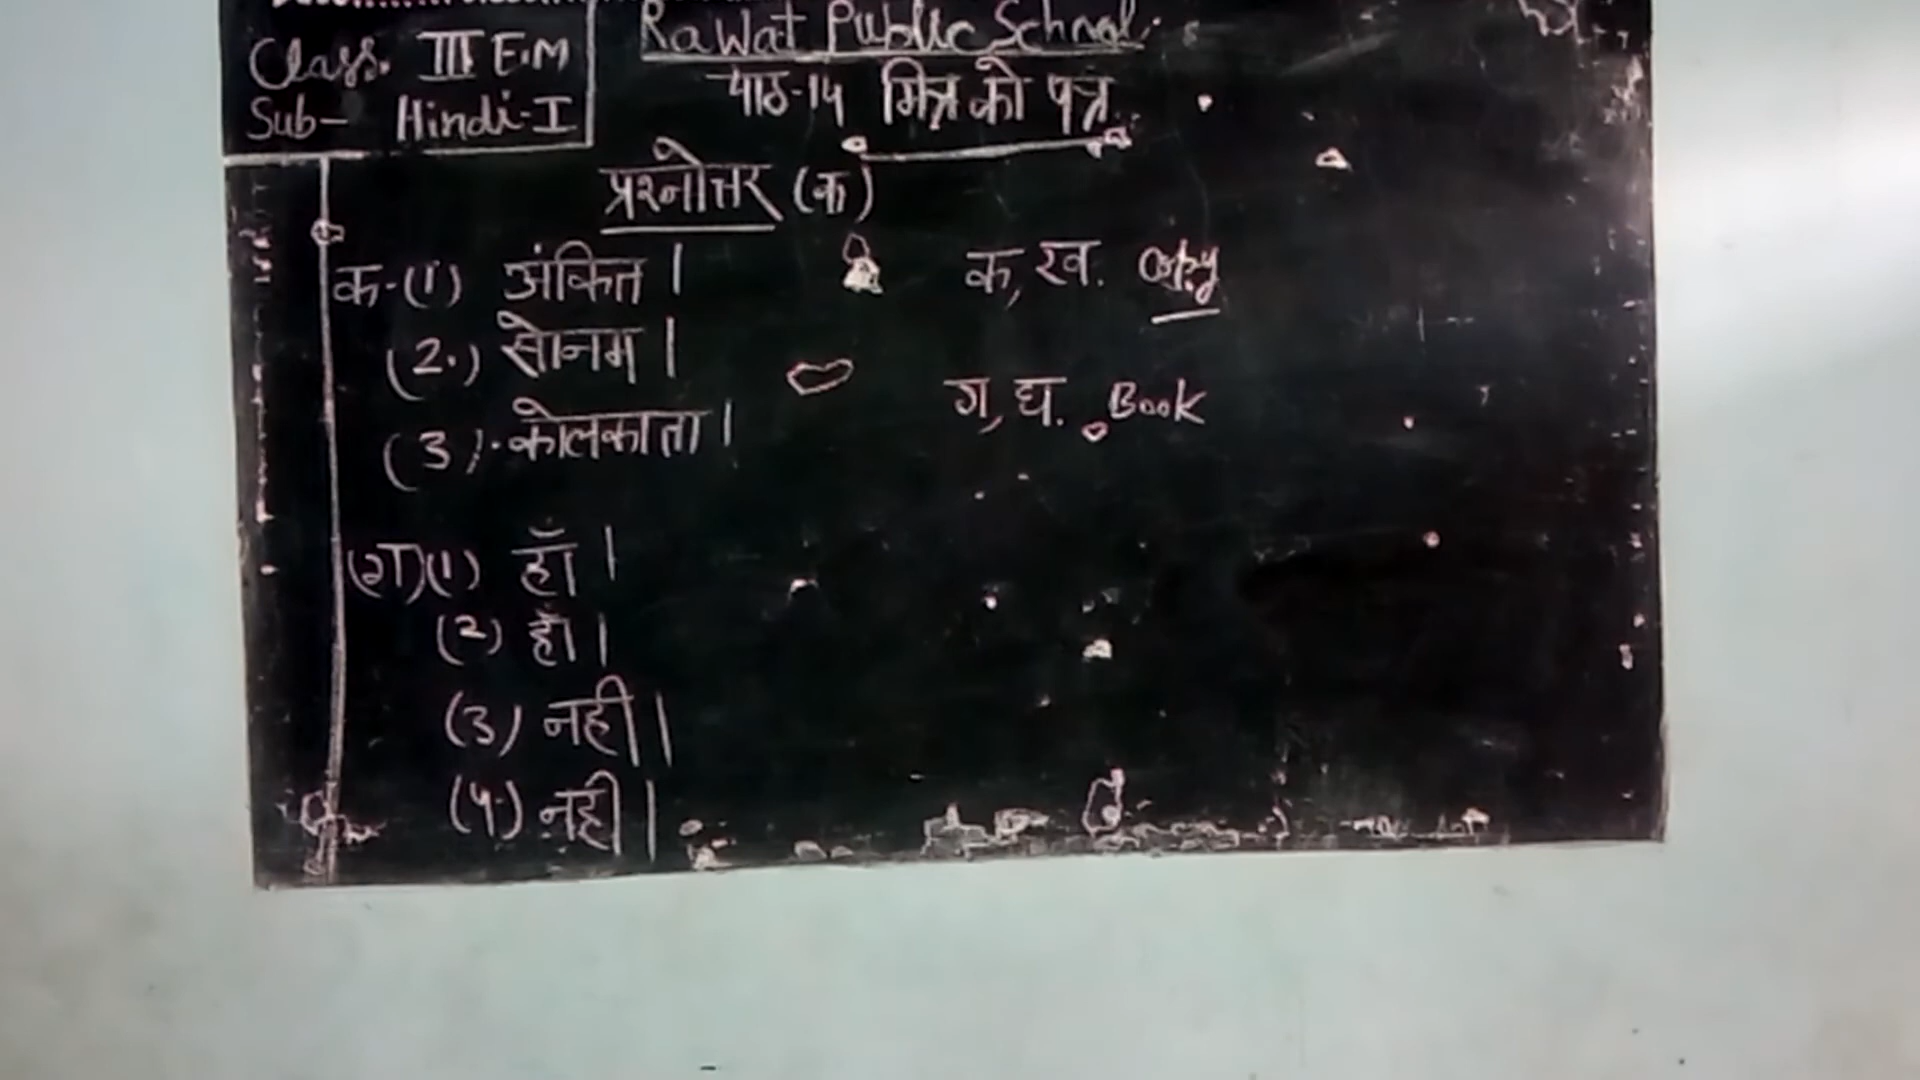 Rawat Public School.
Class. III E.M
Sub- Hindi-I
पाठ-14 मित्र को पत्र
प्रश्नोत्तर (क)
क-(1) अंकित।
(2.) सोनम।
(3). कोलकाता।
क, ख. Copy
ग, घ. Book
(ग)(1) हाँ।
(2) हाँ।
(3) नही।
(4) नही।